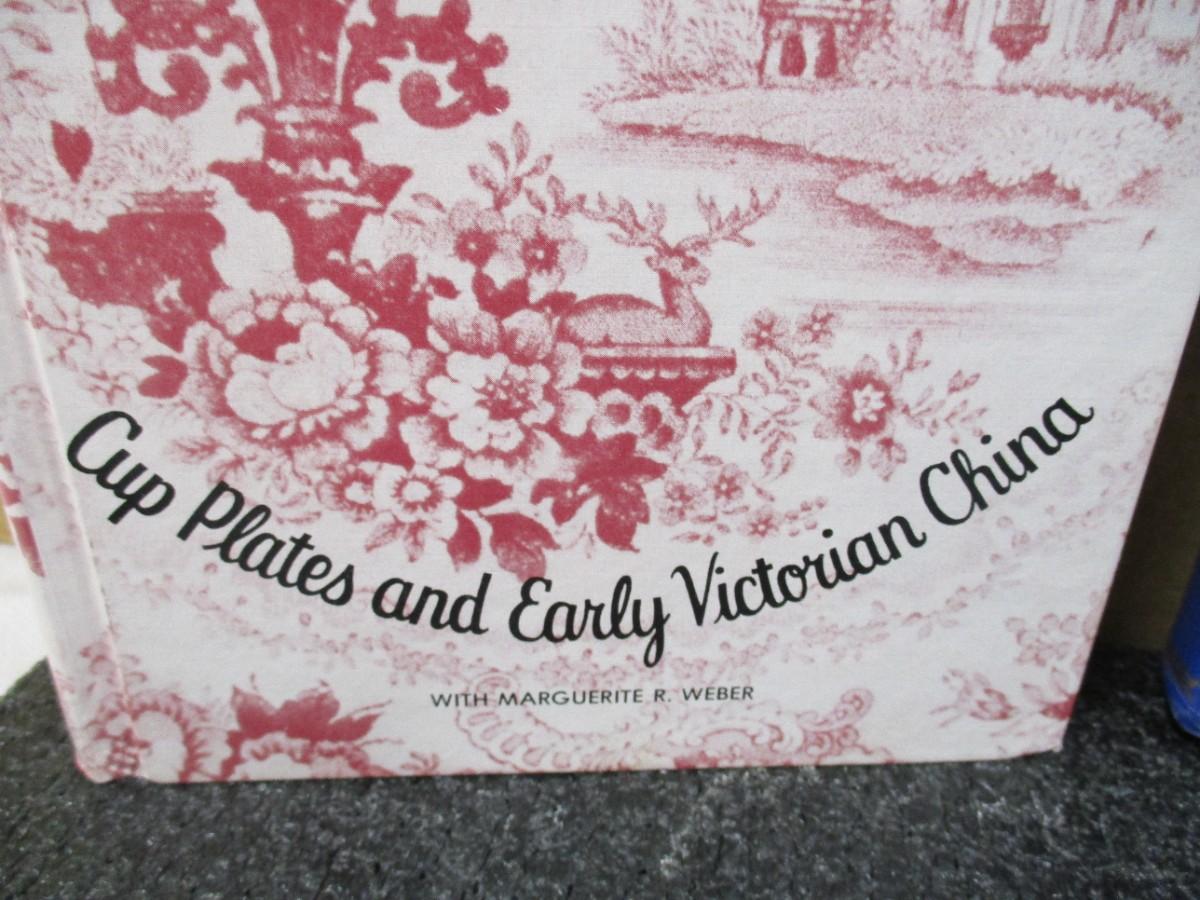 Cup Plates and Early Victorian China
WITH MARGUERITE R. WEBER